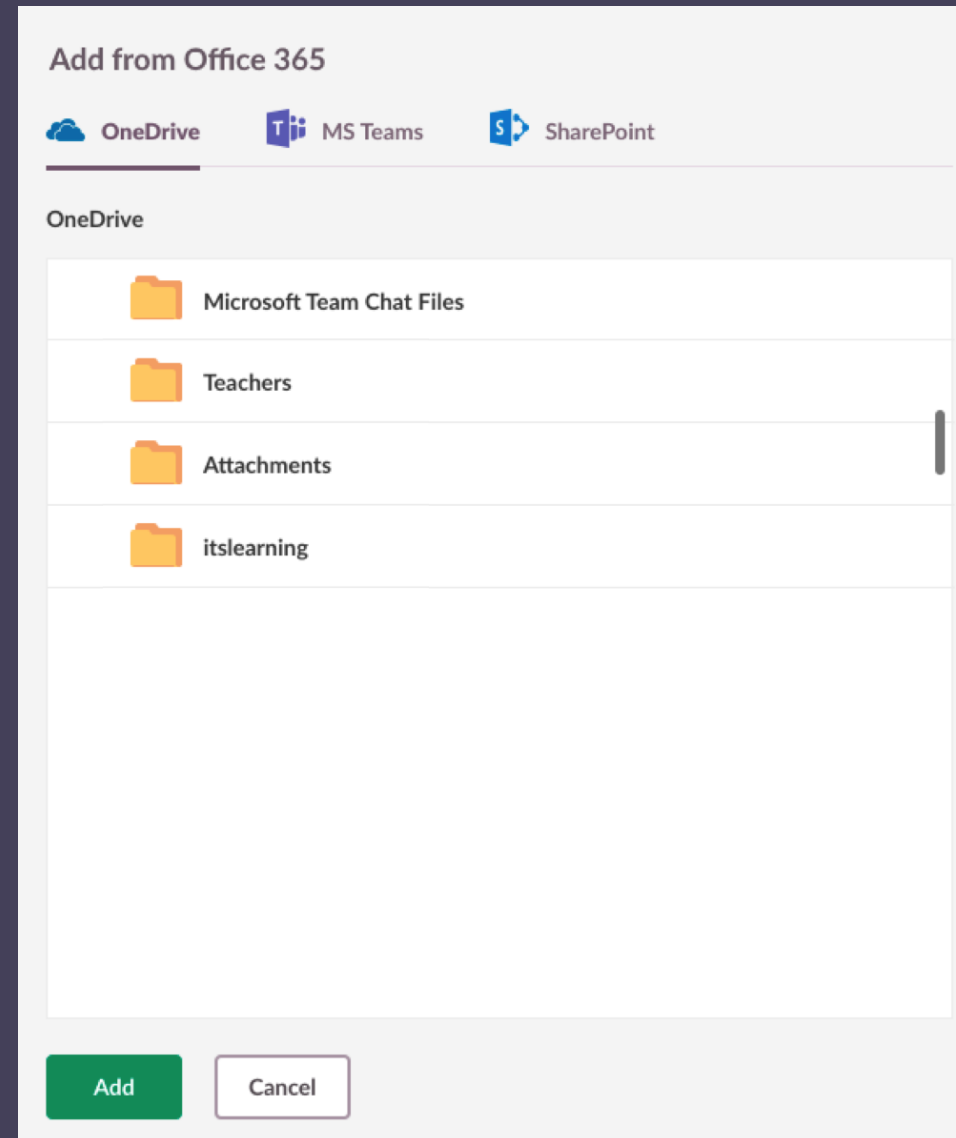 Add from Office 365
OneDrive T MS Teams S SharePoint
OneDrive
Microsoft Team Chat Files
Teachers
Attachments
itslearning
Add Cancel